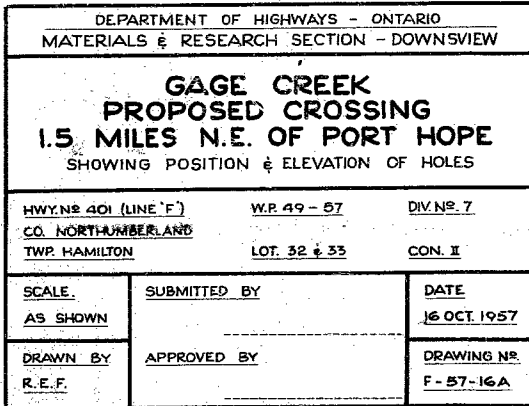 DEPARTMENT OF HIGHWAYS - ONTARIO
MATERIALS & RESEARCH SECTION - DOWNSVIEW
GAGE CREEK
PROPOSED CROSSING
1.5 MILES N.E. OF PORT HOPE
SHOWING POSITION & ELEVATION OF HOLES
HWY. Nº 401 (LINE 'F') W.P. 49 - 57 DIV. Nº. 7
CO. NORTHUMBERLAND
TWP. HAMILTON LOT. 32 & 33 CON. II
SCALE. SUBMITTED BY DATE
AS SHOWN 16 OCT. 1957
DRAWN BY APPROVED BY DRAWING Nº
R.E.F. F-57-16A